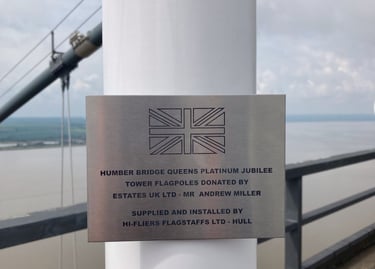 HUMBER BRIDGE QUEENS PLATINUM JUBILEE
TOWER FLAGPOLES DONATED BY
ESTATES UK LTD - MR ANDREW MILLER
SUPPLIED AND INSTALLED BY
HI-FLIERS FLAGSTAFFS LTD - HULL